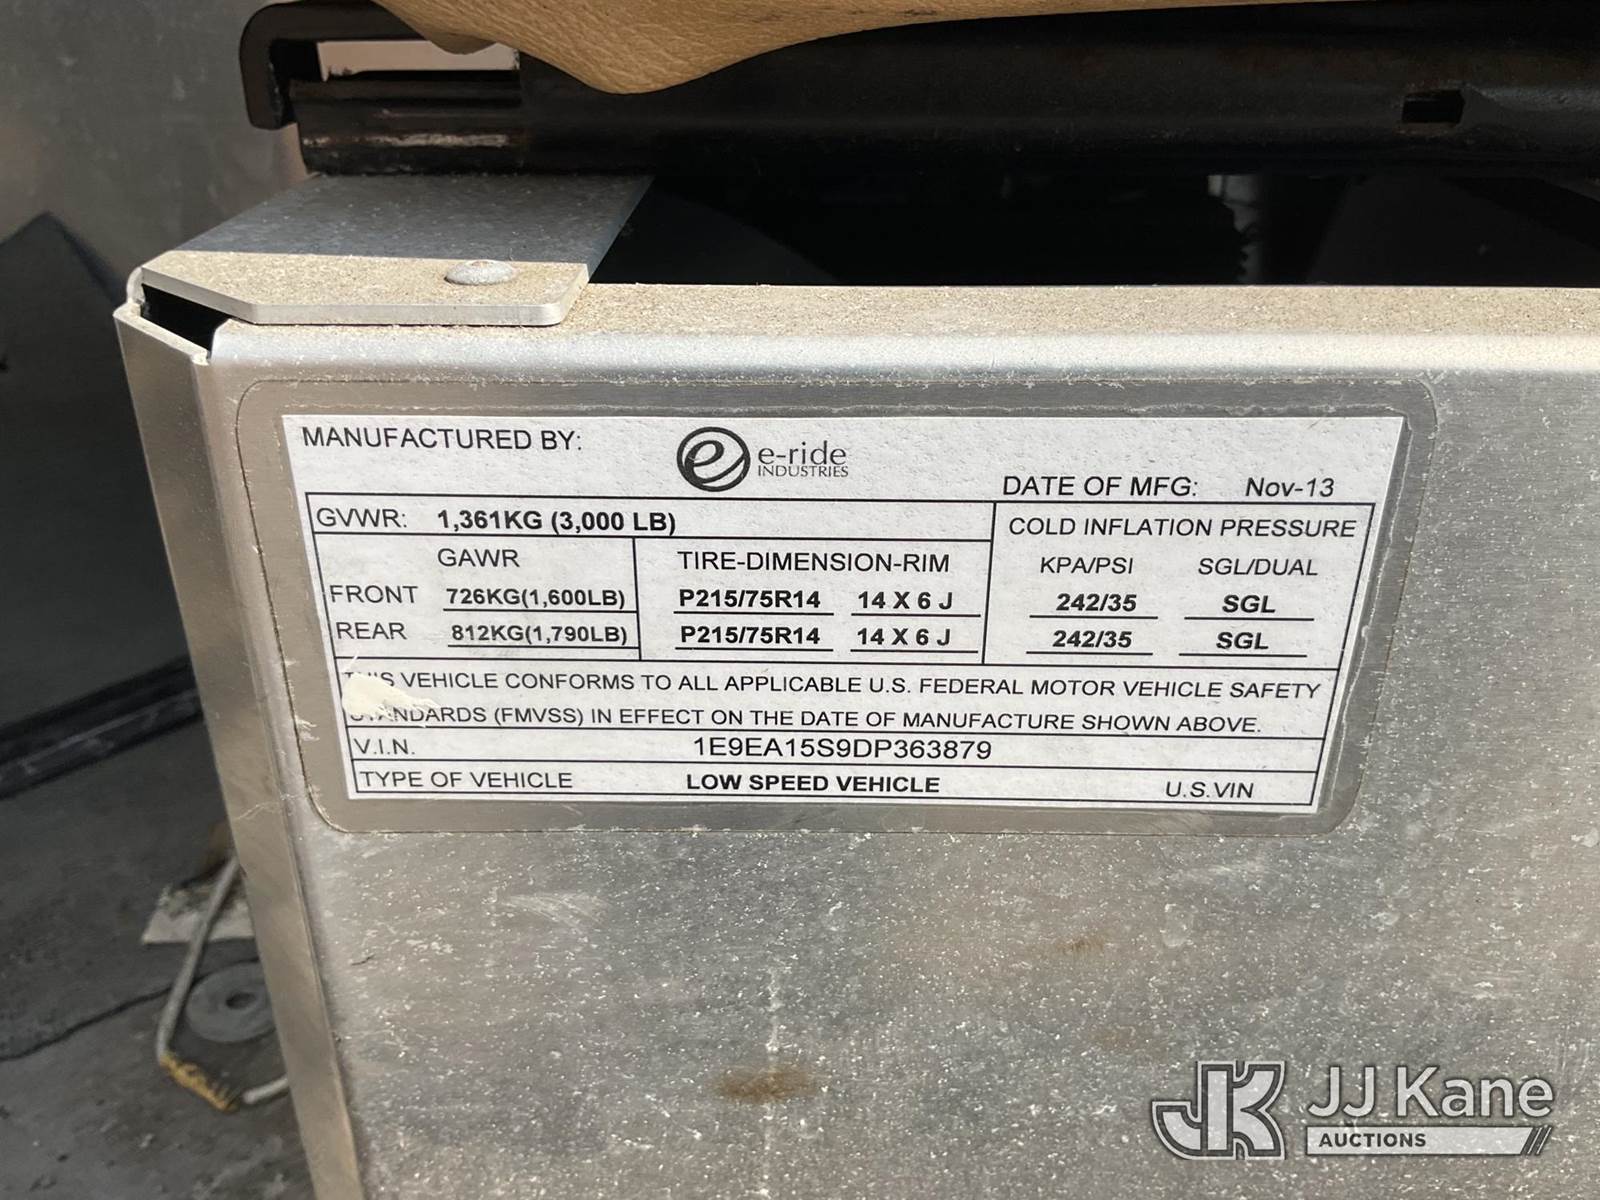 MANUFACTURED BY:
e-ride
INDUSTRIES
DATE OF MFG: Nov-13
GVWR: 1,361KG (3,000 LB)
COLD INFLATION PRESSURE
GAWR TIRE-DIMENSION-RIM KPA/PSI SGL/DUAL
FRONT 726KG(1,600LB) P215/75R14 14 X 6 J 242/35 SGL
REAR 812KG(1,790LB) P215/75R14 14 X 6 J 242/35 SGL
VEHICLE CONFORMS TO ALL APPLICABLE U.S. FEDERAL MOTOR VEHICLE SAFETY
STANDARDS (FMVSS) IN EFFECT ON THE DATE OF MANUFACTURE SHOWN ABOVE.
V.I.N. 1E9EA15S9DP363879
TYPE OF VEHICLE LOW SPEED VEHICLE U.S.VIN
JK JJ Kane
AUCTIONS